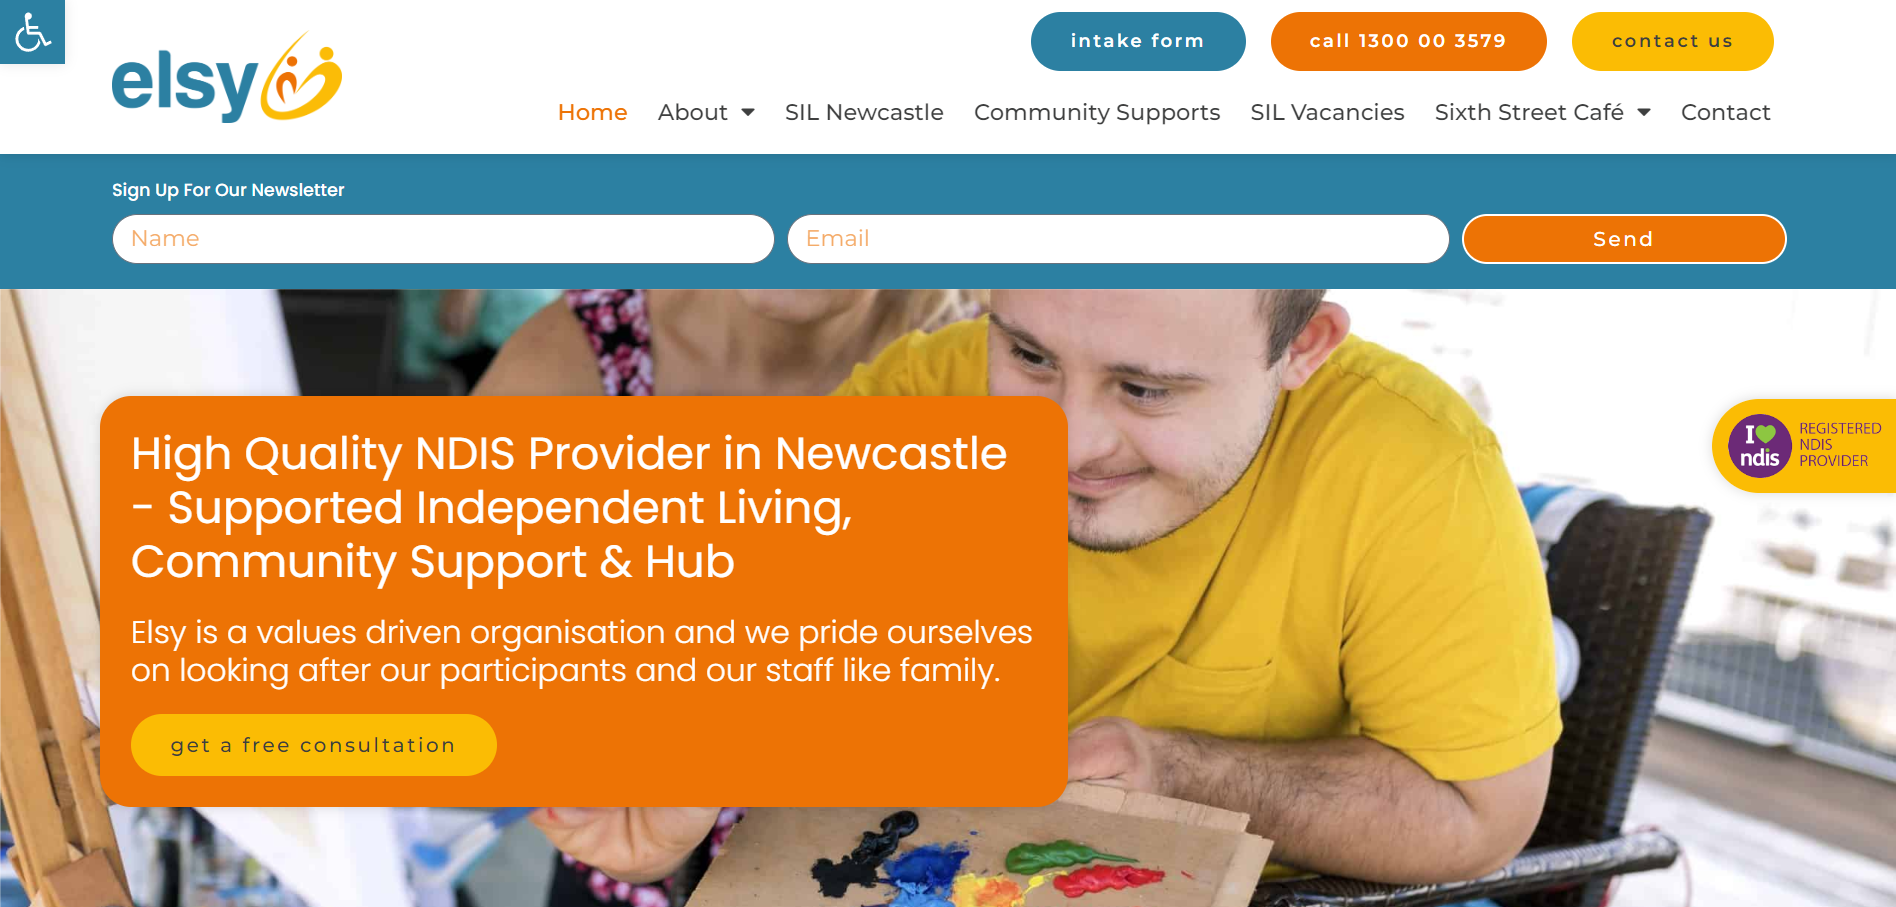 elsy
intake form
call 1300 00 3579
contact us
Home
About
SIL Newcastle
Community Supports
SIL Vacancies
Sixth Street Café
Contact
Sign Up For Our Newsletter
Name
Email
Send
High Quality NDIS Provider in Newcastle
- Supported Independent Living,
Community Support & Hub
Elsy is a values driven organisation and we pride ourselves
on looking after our participants and our staff like family.
get a free consultation
I
ndis
REGISTERED
NDIS
PROVIDER